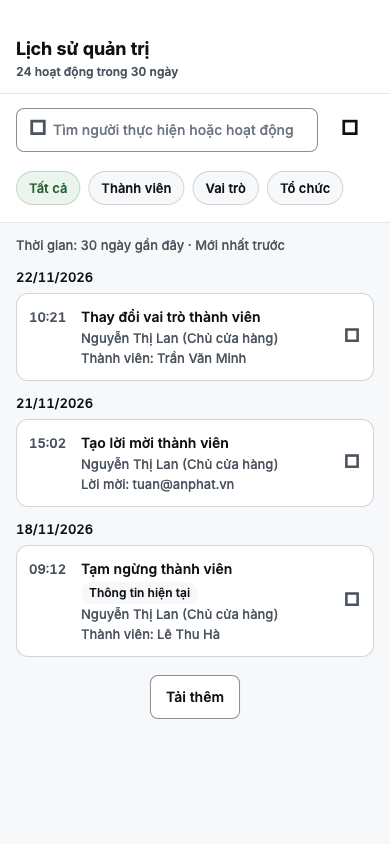 Lịch sử quản trị
24 hoạt động trong 30 ngày
Tìm người thực hiện hoặc hoạt động
Tất cả
Thành viên
Vai trò
Tổ chức
Thời gian: 30 ngày gần đây · Mới nhất trước
22/11/2026
10:21
Thay đổi vai trò thành viên
Nguyễn Thị Lan (Chủ cửa hàng)
Thành viên: Trần Văn Minh
21/11/2026
15:02
Tạo lời mời thành viên
Nguyễn Thị Lan (Chủ cửa hàng)
Lời mời: tuan@anphat.vn
18/11/2026
09:12
Tạm ngừng thành viên
Thông tin hiện tại
Nguyễn Thị Lan (Chủ cửa hàng)
Thành viên: Lê Thu Hà
Tải thêm